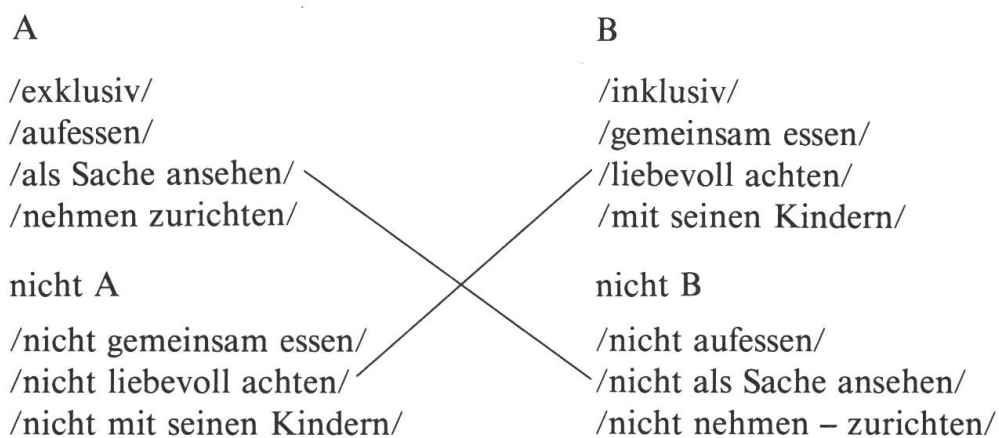 A
/exklusiv/
/aufessen/
/als Sache ansehen/
/nehmen zurichten/
nicht A
/nicht gemeinsam essen/
/nicht liebevoll achten/
/nicht mit seinen Kindern/
B
/inklusiv/
/gemeinsam essen/
/liebevoll achten/
/mit seinen Kindern/
nicht B
/nicht aufessen/
/nicht als Sache ansehen/
/nicht nehmen – zurichten/